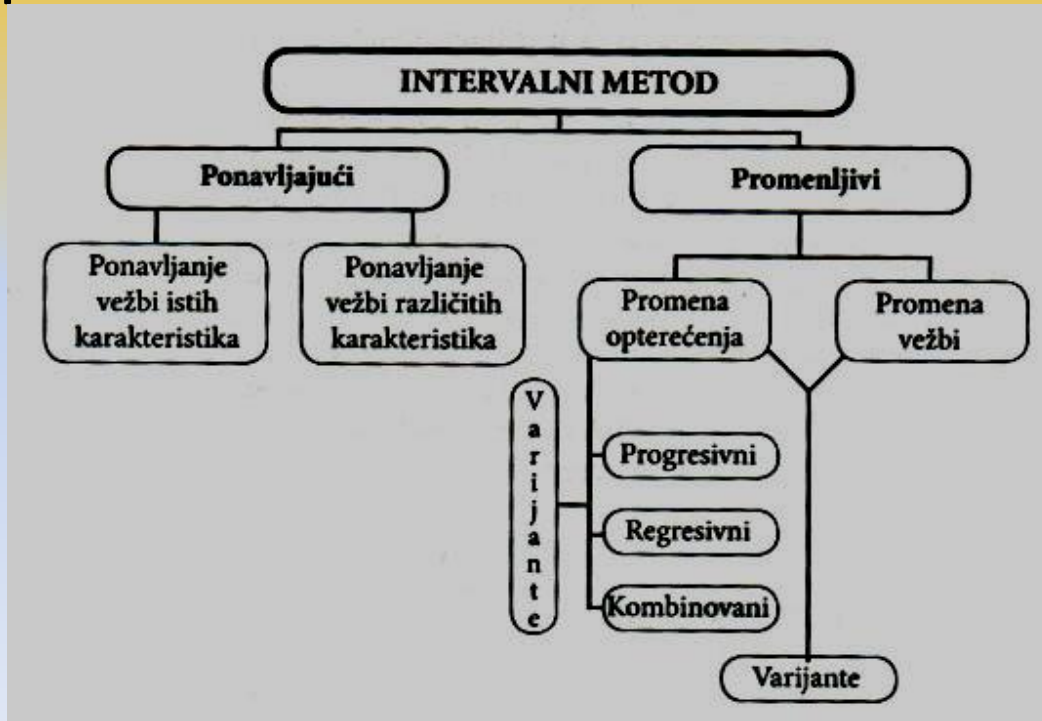 INTERVALNI METOD
Ponavljajući
Promenljivi
Ponavljanje
vežbi istih
karakteristika
Ponavljanje
vežbi različitih
karakteristika
Promena
opterećenja
Promena
vežbi
Varijante
Progresivni
Regresivni
Kombinovani
Varijante